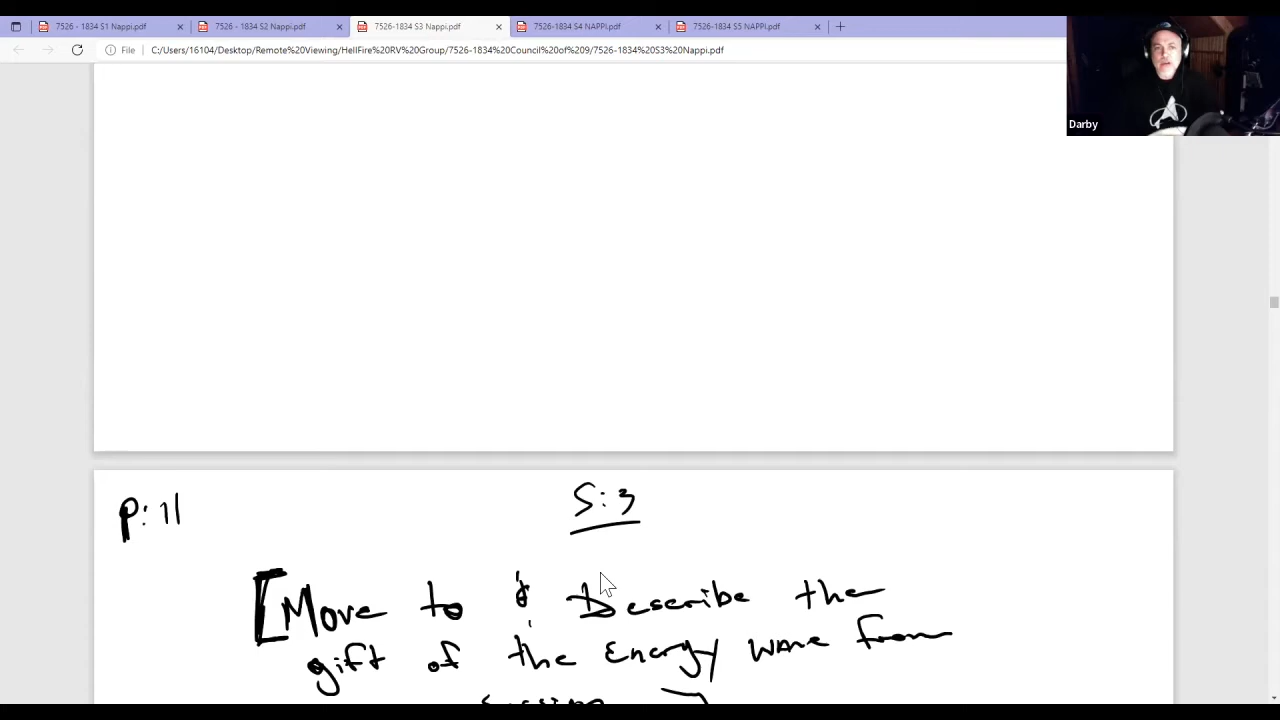 7526 - 1834 S1 Nappi.pdf
7526 - 1834 S2 Nappi.pdf
7526-1834 S3 Nappi.pdf
7526-1834 S4 NAPPI.pdf
7526-1834 S5 NAPPI.pdf
File
C:/Users/16104/Desktop/Remote%20Viewing/HellFire%20RV%20Group/7526-1834%20Council%20of%209/7526-1834%20S3%20Nappi.pdf
Darby
P: 11
S: 3
[Move to & Describe the
gift of the Energy wave from